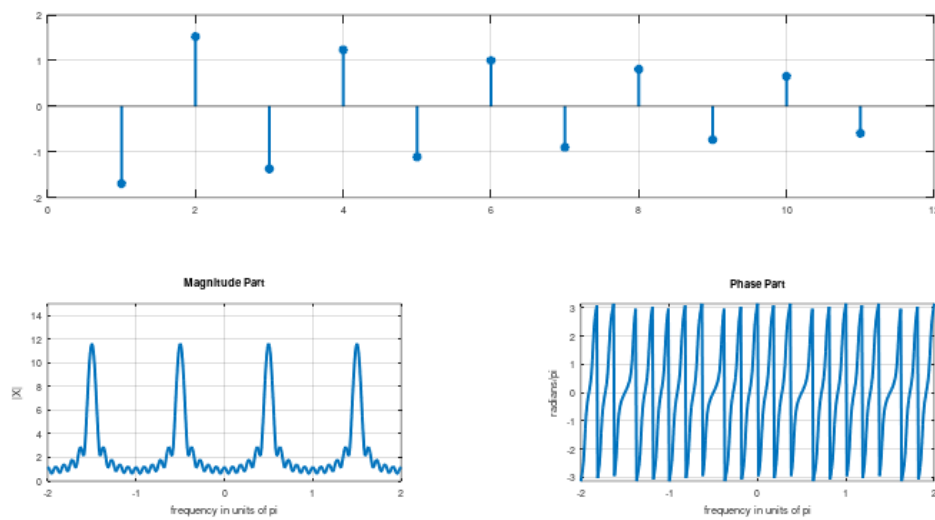 2
1
0
-1
-2
0 2 4 6 8 10 12
Magnitude Part
14
12
10
8
6
4
2
0
|X|
-2 -1 0 1 2
frequency in units of pi
Phase Part
3
2
1
0
-1
-2
-3
radians/pi
-2 -1 0 1 2
frequency in units of pi